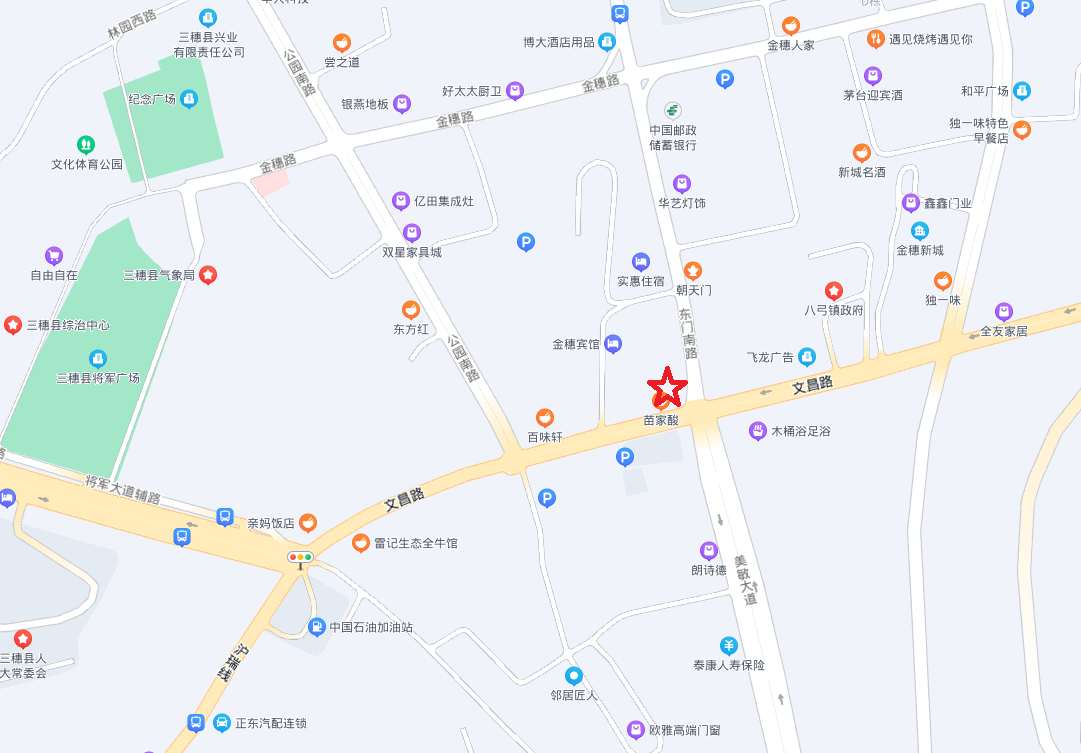 华人科技
D栋
林园西路
三穗县兴业
有限责任公司
尝之道
公园南路
博大酒店用品
金穗人家
遇见烧烤遇见你
纪念广场
银燕地板
好太太厨卫
金穗路
茅台迎宾酒
和平广场
金穗路
独一味特色
早餐店
中国邮政
储蓄银行
文化体育公园
金穗路
新城名酒
亿田集成灶
华艺灯饰
鑫鑫门业
双星家具城
金穗新城
自由自在
三穗县气象局
实惠住宿
朝天门
独一味
八弓镇政府
三穗县综治中心
东方红
东门南路
全友家居
公园南路
金穗宾馆
飞龙广告
三穗县将军广场
文昌路
苗家酸
百味轩
木桶浴足浴
路
将军大道辅路
文昌路
亲妈饭店
雷记生态全牛馆
朗诗德
美敏大道
中国石油加油站
三穗县人
大常委会
沪瑞线
泰康人寿保险
邻居匠人
正东汽配连锁
欧雅高端门窗